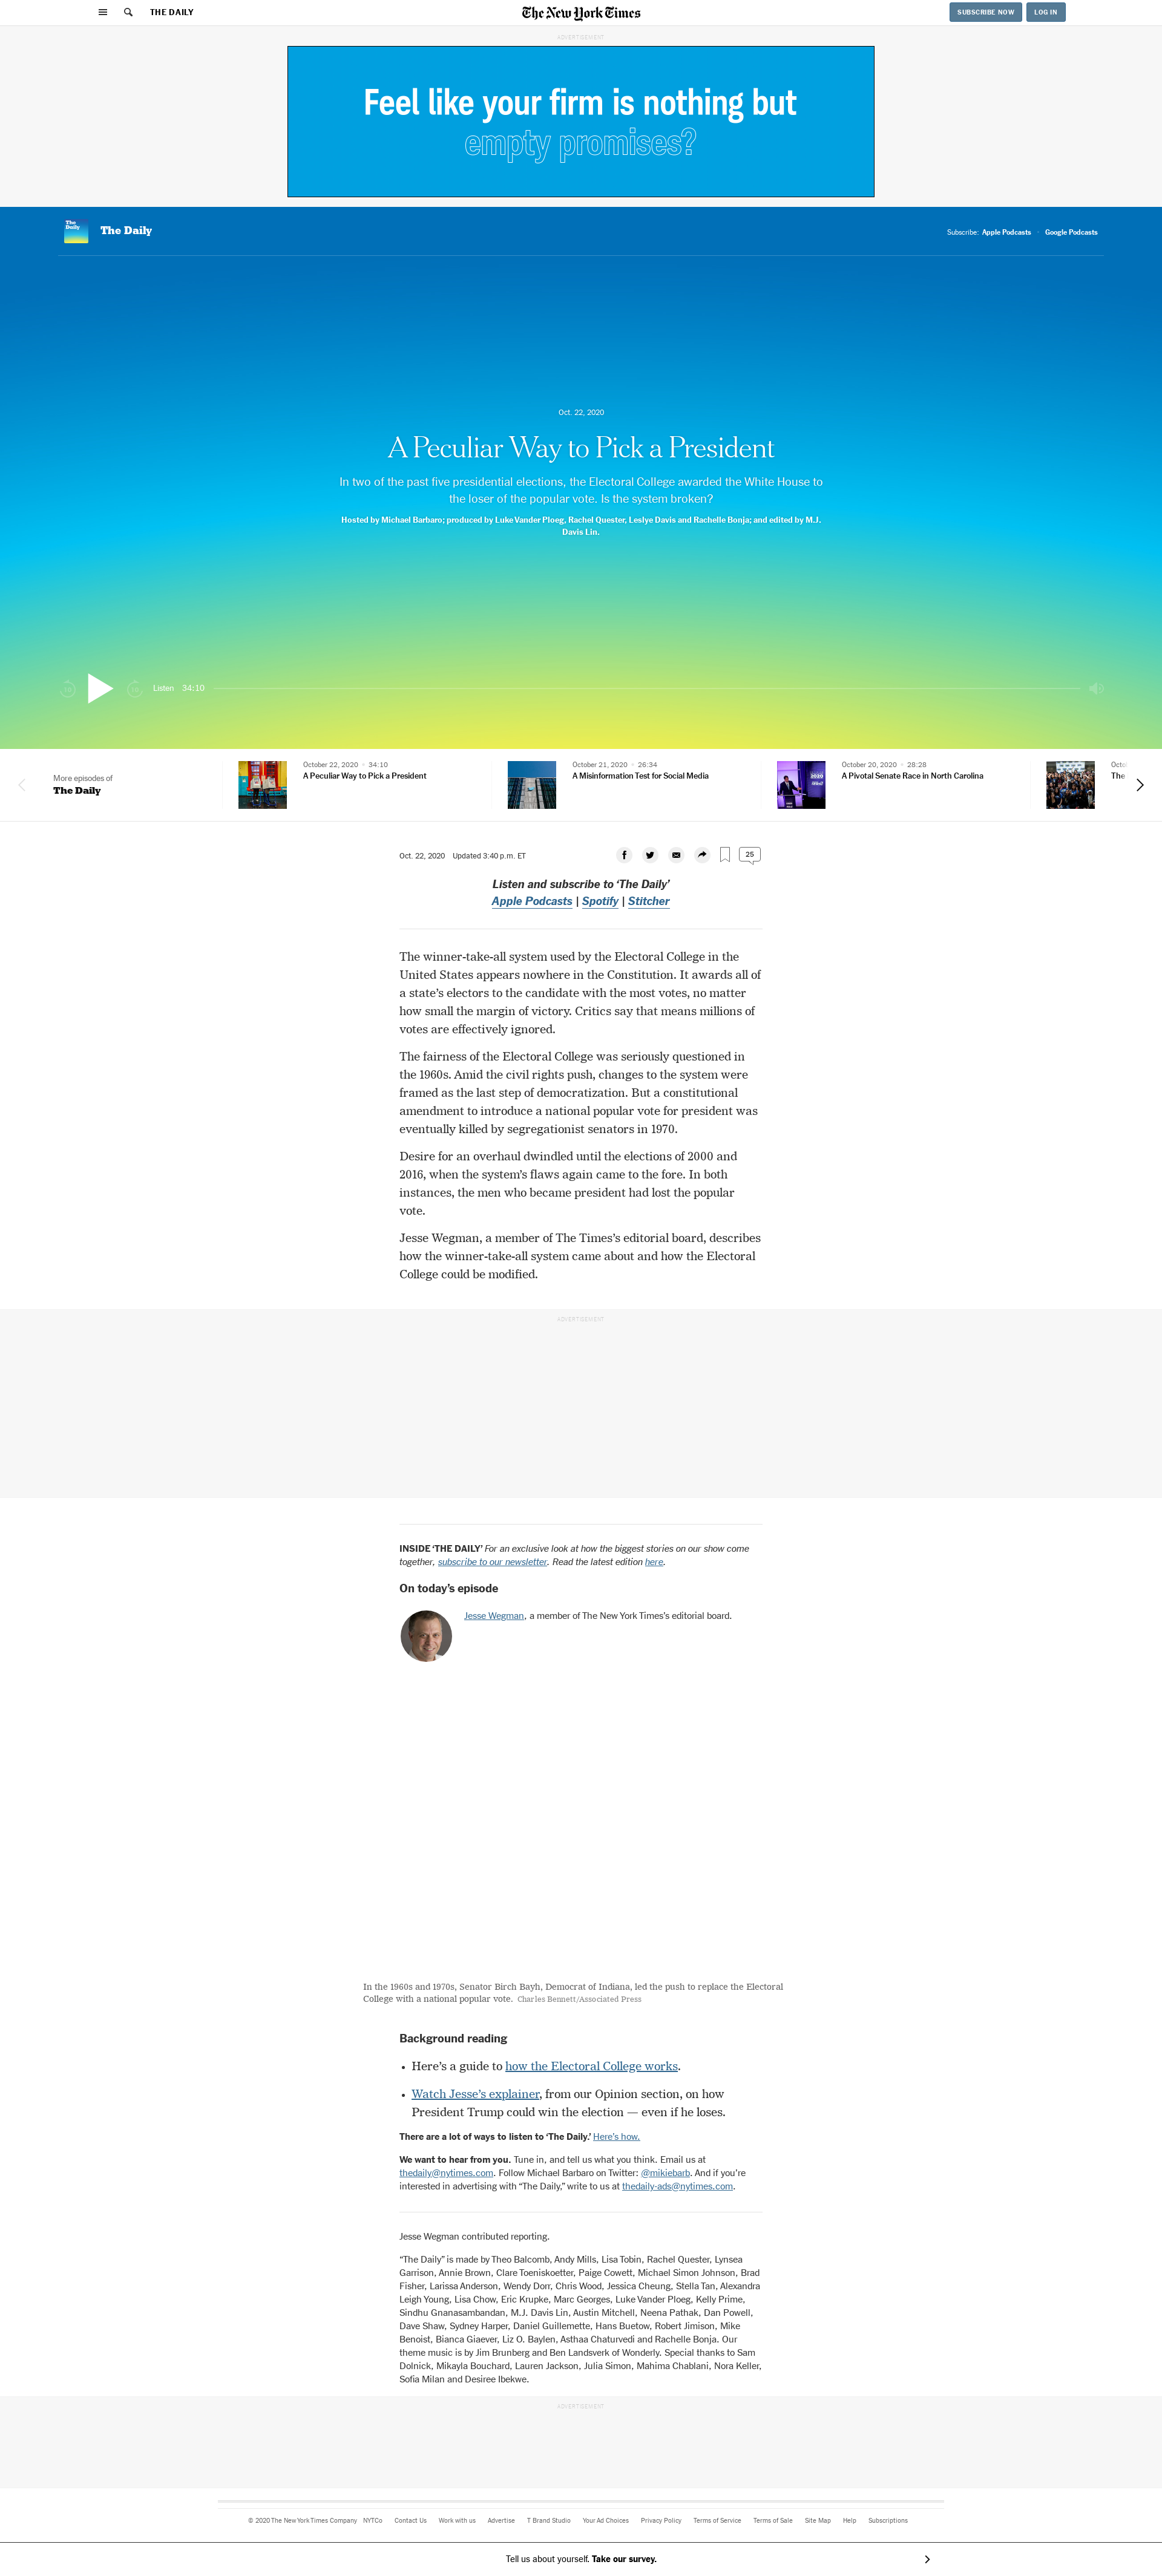 THE DAILY
The New York Times
SUBSCRIBE NOW
LOG IN
ADVERTISEMENT
Feel like your firm is nothing but
empty promises?
The Daily
The Daily
Subscribe: Apple Podcasts
Google Podcasts
Oct. 22, 2020
A Peculiar Way to Pick a President
In two of the past five presidential elections, the Electoral College awarded the White House to
the loser of the popular vote. Is the system broken?
Hosted by Michael Barbaro; produced by Luke Vander Ploeg, Rachel Quester, Leslye Davis and Rachelle Bonja; and edited by M.J.
Davis Lin.
Listen 34:10
More episodes of
The Daily
October 22, 2020 • 34:10
A Peculiar Way to Pick a President
October 21, 2020 • 26:34
A Misinformation Test for Social Media
October 20, 2020 • 28:28
A Pivotal Senate Race in North Carolina
The
Oct. 22, 2020 Updated 3:40 p.m. ET
25
Listen and subscribe to ‘The Daily’
Apple Podcasts | Spotify | Stitcher
The winner-take-all system used by the Electoral College in the
United States appears nowhere in the Constitution. It awards all of
a state’s electors to the candidate with the most votes, no matter
how small the margin of victory. Critics say that means millions of
votes are effectively ignored.
The fairness of the Electoral College was seriously questioned in
the 1960s. Amid the civil rights push, changes to the system were
framed as the last step of democratization. But a constitutional
amendment to introduce a national popular vote for president was
eventually killed by segregationist senators in 1970.
Desire for an overhaul dwindled until the elections of 2000 and
2016, when the system’s flaws again came to the fore. In both
instances, the men who became president had lost the popular
vote.
Jesse Wegman, a member of The Times’s editorial board, describes
how the winner-take-all system came about and how the Electoral
College could be modified.
ADVERTISEMENT
INSIDE ‘THE DAILY’ For an exclusive look at how the biggest stories on our show come
together, subscribe to our newsletter. Read the latest edition here.
On today’s episode
Jesse Wegman, a member of The New York Times’s editorial board.
In the 1960s and 1970s, Senator Birch Bayh, Democrat of Indiana, led the push to replace the Electoral
College with a national popular vote. Charles Bennett/Associated Press
Background reading
• Here’s a guide to how the Electoral College works.
• Watch Jesse’s explainer, from our Opinion section, on how
President Trump could win the election — even if he loses.
There are a lot of ways to listen to ‘The Daily.’ Here’s how.
We want to hear from you. Tune in, and tell us what you think. Email us at
thedaily@nytimes.com. Follow Michael Barbaro on Twitter: @mikiebarb. And if you’re
interested in advertising with “The Daily,” write to us at thedaily-ads@nytimes.com.
Jesse Wegman contributed reporting.
“The Daily” is made by Theo Balcomb, Andy Mills, Lisa Tobin, Rachel Quester, Lynsea
Garrison, Annie Brown, Clare Toeniskoetter, Paige Cowett, Michael Simon Johnson, Brad
Fisher, Larissa Anderson, Wendy Dorr, Chris Wood, Jessica Cheung, Stella Tan, Alexandra
Leigh Young, Lisa Chow, Eric Krupke, Marc Georges, Luke Vander Ploeg, Kelly Prime,
Sindhu Gnanasambandan, M.J. Davis Lin, Austin Mitchell, Neena Pathak, Dan Powell,
Dave Shaw, Sydney Harper, Daniel Guillemette, Hans Buetow, Robert Jimison, Mike
Benoist, Bianca Giaever, Liz O. Baylen, Asthaa Chaturvedi and Rachelle Bonja. Our
theme music is by Jim Brunberg and Ben Landsverk of Wonderly. Special thanks to Sam
Dolnick, Mikayla Bouchard, Lauren Jackson, Julia Simon, Mahima Chablani, Nora Keller,
Sofia Milan and Desiree Ibekwe.
ADVERTISEMENT
© 2020 The New York Times Company NYTCo Contact Us Work with us Advertise T Brand Studio Your Ad Choices Privacy Policy Terms of Service Terms of Sale Site Map Help Subscriptions
Tell us about yourself. Take our survey.